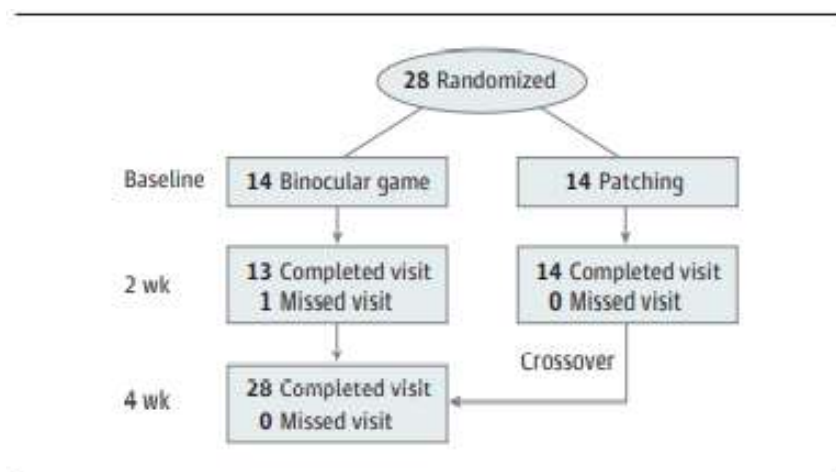 28 Randomized
Baseline
14 Binocular game
14 Patching
2 wk
13 Completed visit
1 Missed visit
14 Completed visit
0 Missed visit
Crossover
4 wk
28 Completed visit
0 Missed visit